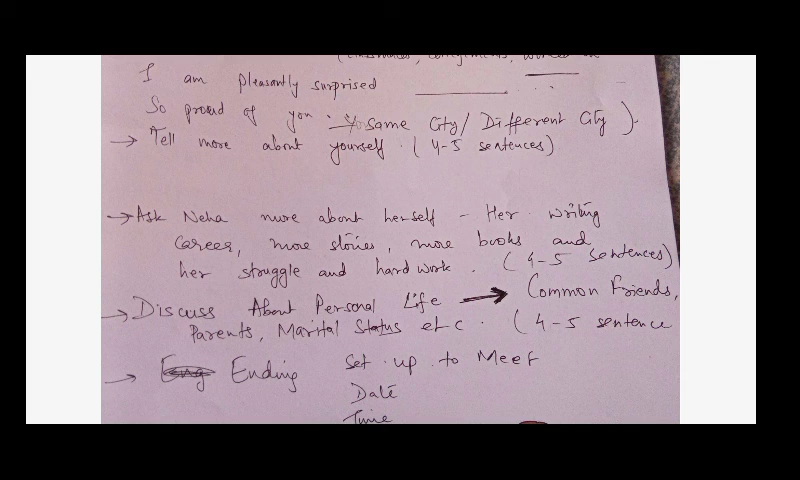 I am pleasantly surprised
So proud of you.
→ Same City/ Different City ).
→ Tell more about yourself. ( 4-5 sentences)
→ Ask Neha more about herself - Her writing
career, more stories, more books and
her struggle and hard work. ( 4-5 sentences)
→ Discuss About Personal Life → Common Friends,
Parents, Marital Status etc. ( 4-5 sentence
→ Ending Set up to Meet
Date
Time